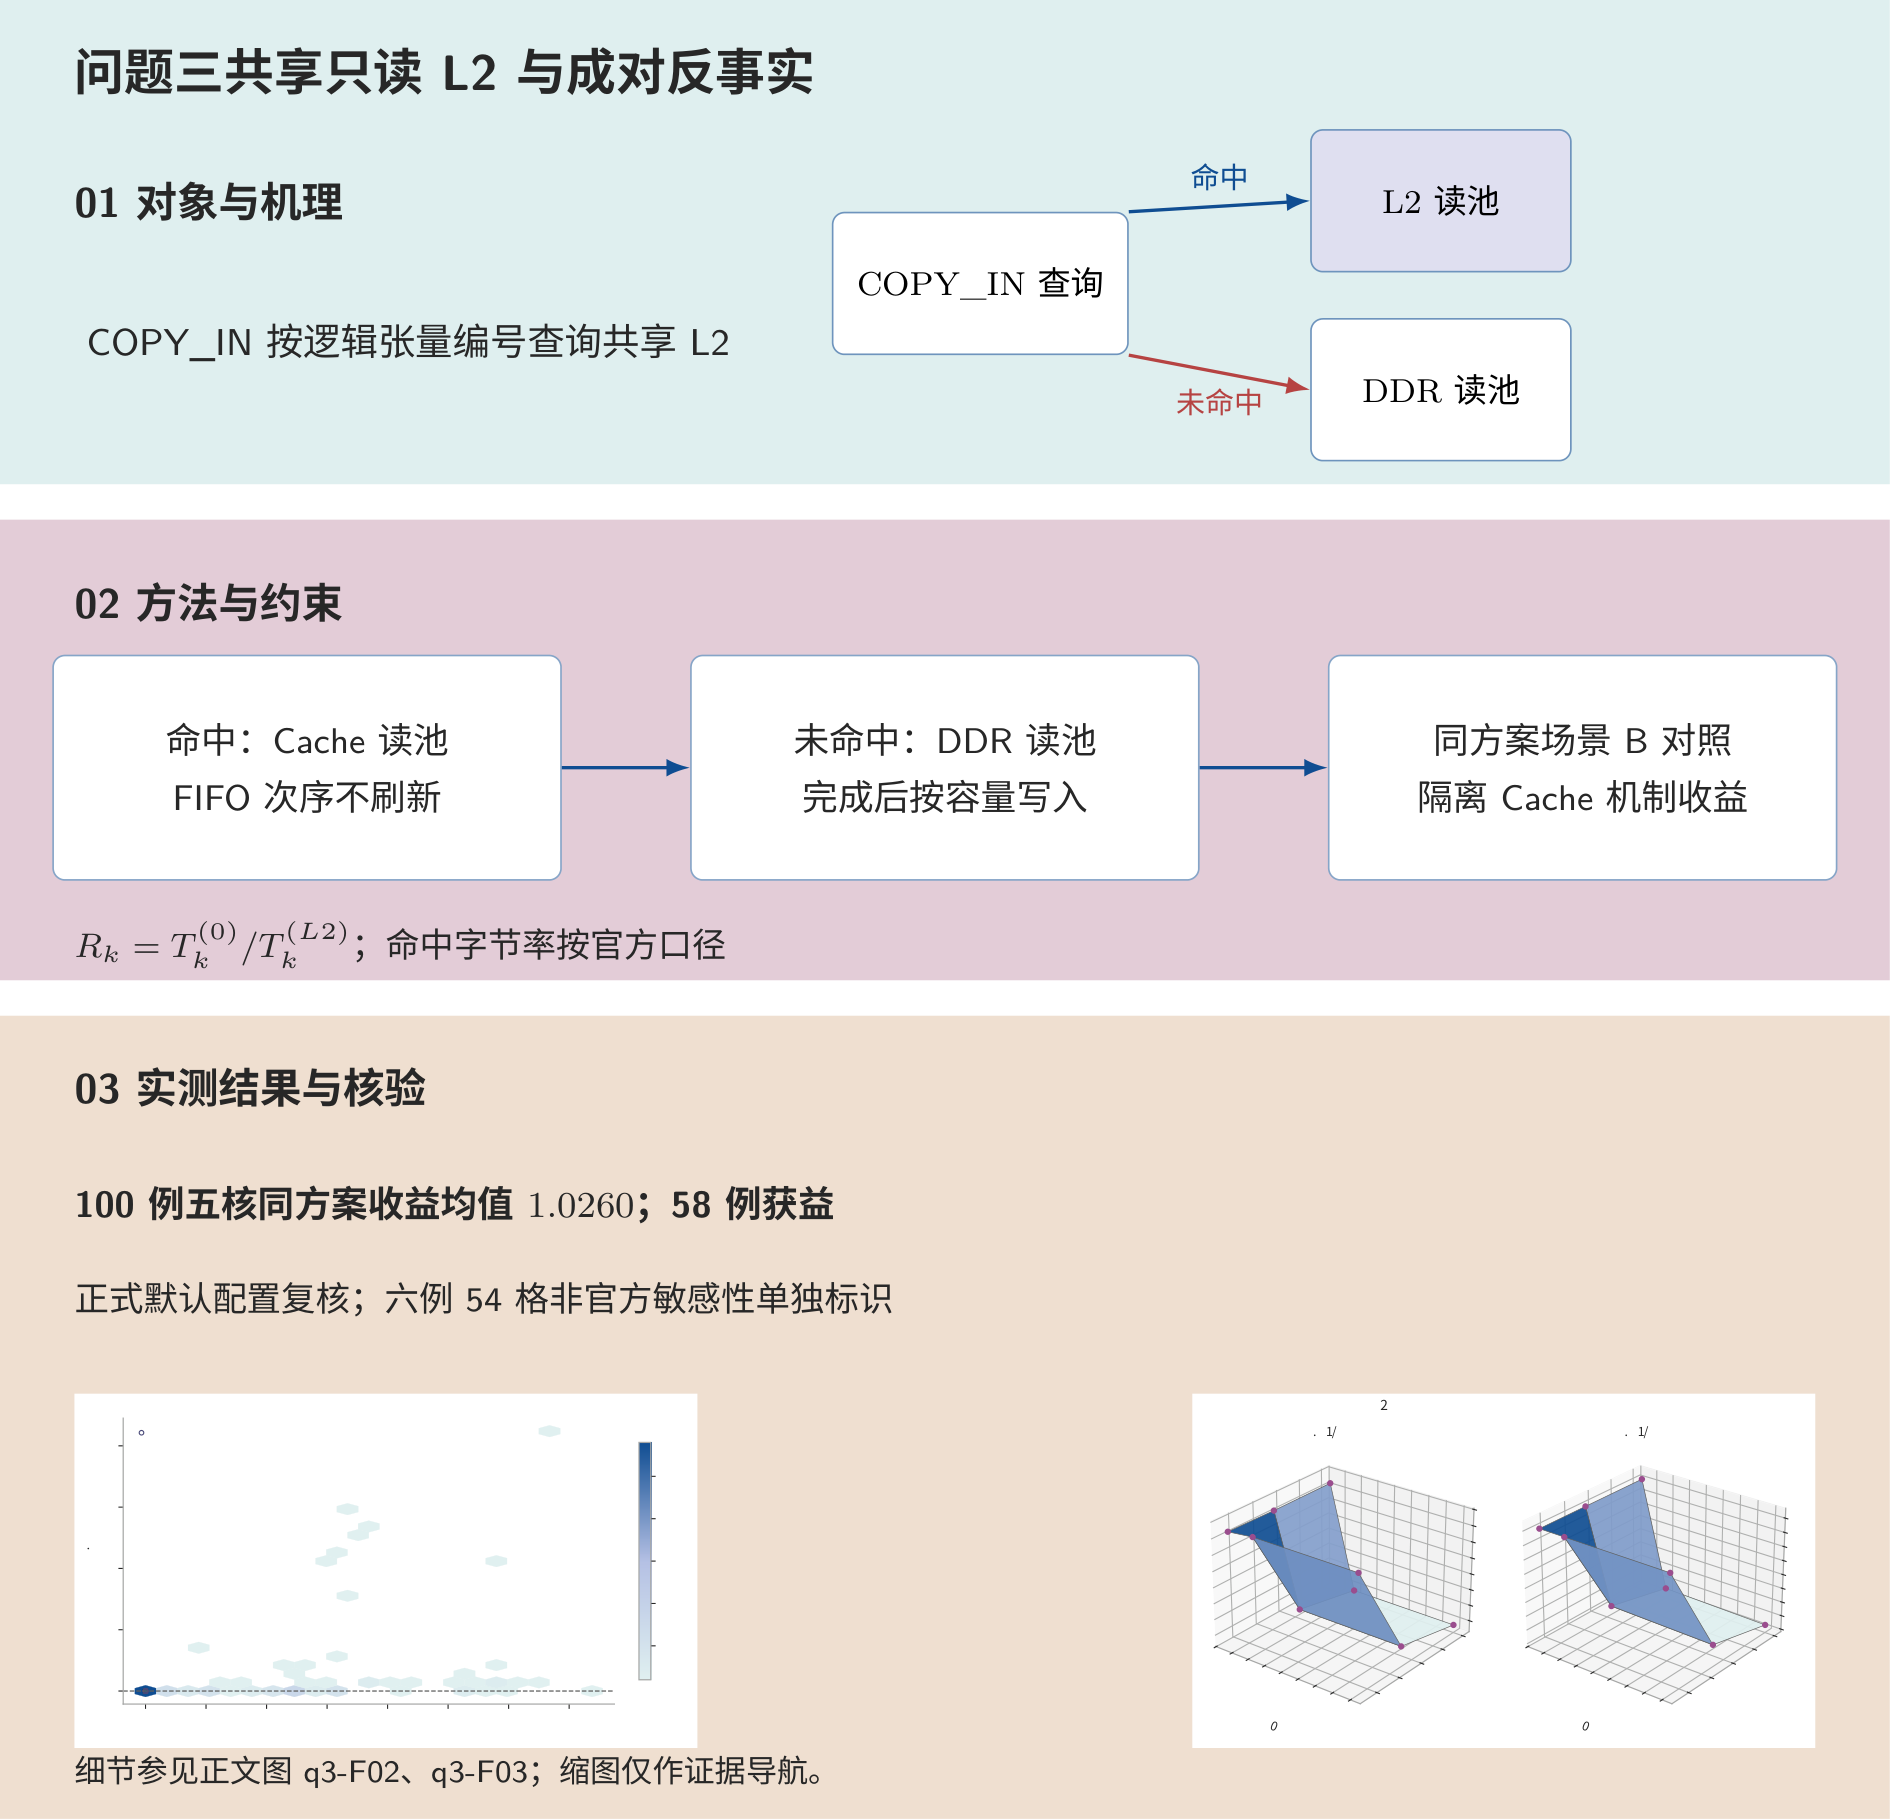 问题三共享只读 L2 与成对反事实
01 对象与机理
COPY_IN 按逻辑张量编号查询共享 L2
COPY_IN 查询
命中
未命中
L2 读池
DDR 读池
02 方法与约束
命中：Cache 读池
FIFO 次序不刷新
未命中：DDR 读池
完成后按容量写入
同方案场景 B 对照
隔离 Cache 机制收益
R_k = T_k^{(0)}/T_k^{(L2)}；命中字节率按官方口径
03 实测结果与核验
100 例五核同方案收益均值 1.0260；58 例获益
正式默认配置复核；六例 54 格非官方敏感性单独标识
2
. 1/
. 1/
0
0
细节参见正文图 q3-F02、q3-F03；缩图仅作证据导航。